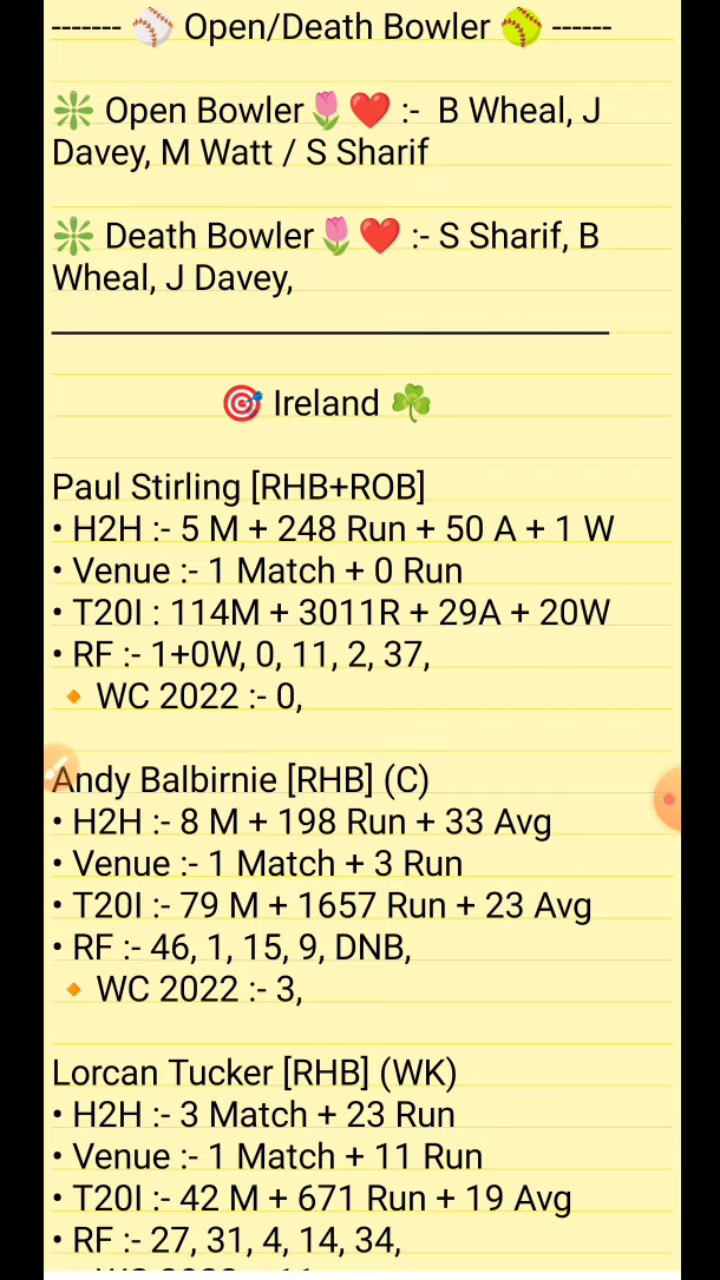 ------- ⚾ Open/Death Bowler 🥎 ------
❇ Open Bowler🌷❤️ :-  B Wheal, J
Davey, M Watt / S Sharif
❇ Death Bowler🌷❤️ :- S Sharif, B
Wheal, J Davey,
🎯 Ireland ☘️
Paul Stirling [RHB+ROB]
• H2H :- 5 M + 248 Run + 50 A + 1 W
• Venue :- 1 Match + 0 Run
• T20I : 114M + 3011R + 29A + 20W
• RF :- 1+0W, 0, 11, 2, 37,
🔸 WC 2022 :- 0,
Andy Balbirnie [RHB] (C)
• H2H :- 8 M + 198 Run + 33 Avg
• Venue :- 1 Match + 3 Run
• T20I :- 79 M + 1657 Run + 23 Avg
• RF :- 46, 1, 15, 9, DNB,
🔸 WC 2022 :- 3,
Lorcan Tucker [RHB] (WK)
• H2H :- 3 Match + 23 Run
• Venue :- 1 Match + 11 Run
• T20I :- 42 M + 671 Run + 19 Avg
• RF :- 27, 31, 4, 14, 34,